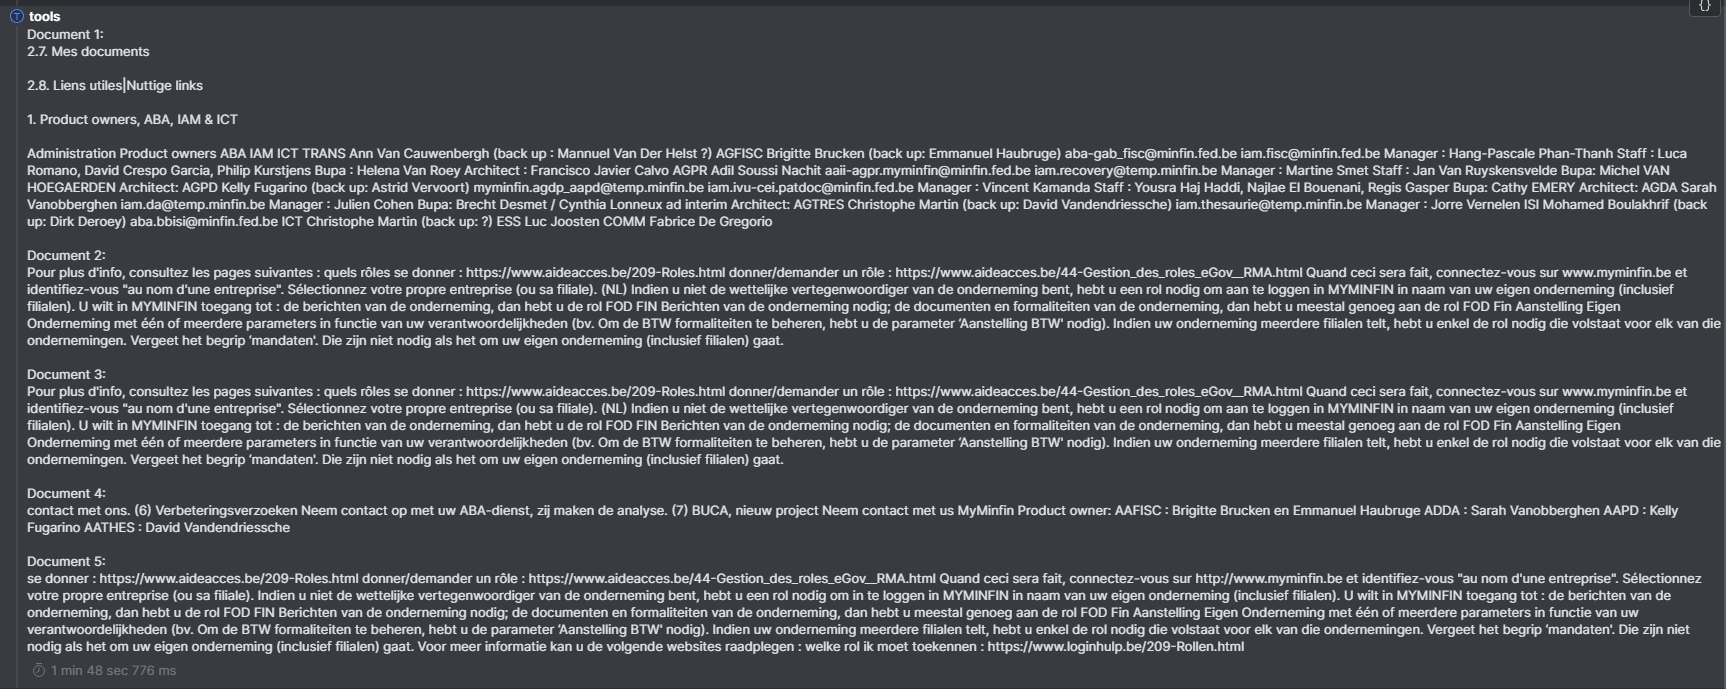 {}
T tools
Document 1:
2.7. Mes documents
2.8. Liens utiles|Nuttige links
1. Product owners, ABA, IAM & ICT
Administration Product owners ABA IAM ICT TRANS Ann Van Cauwenbergh (back up : Mannuel Van Der Helst ?) AGFISC Brigitte Brucken (back up: Emmanuel Haubruge) aba-gab_fisc@minfin.fed.be iam.fisc@minfin.fed.be Manager : Hang-Pascale Phan-Thanh Staff : Luca
Romano, David Crespo Garcia, Philip Kurstjens Bupa : Helena Van Roey Architect : Francisco Javier Calvo AGPR Adil Soussi Nachit aaii-agpr.myminfin@minfin.fed.be iam.recovery@temp.minfin.be Manager : Martine Smet Staff : Jan Van Ruyskensvelde Bupa: Michel VAN
HOEGAERDEN Architect: AGPD Kelly Fugarino (back up: Astrid Vervoort) myminfin.agdp_aapd@temp.minfin.be iam.ivu-cei.patdoc@minfin.fed.be Manager : Vincent Kamanda Staff : Yousra Haj Haddi, Najlae El Bouenani, Regis Gasper Bupa: Cathy EMERY Architect: AGDA Sarah
Vanobberghen iam.da@temp.minfin.be Manager : Julien Cohen Bupa: Brecht Desmet / Cynthia Lonneux ad interim Architect: AGTRES Christophe Martin (back up: David Vandendriessche) iam.thesaurie@temp.minfin.be Manager : Jorre Vernelen ISI Mohamed Boulakhrif (back
up: Dirk Deroey) aba.bbisi@minfin.fed.be ICT Christophe Martin (back up: ?) ESS Luc Joosten COMM Fabrice De Gregorio
Document 2:
Pour plus d'info, consultez les pages suivantes : quels rôles se donner : https://www.aideacces.be/209-Roles.html donner/demander un rôle : https://www.aideacces.be/44-Gestion_des_roles_eGov__RMA.html Quand ceci sera fait, connectez-vous sur www.myminfin.be et
identifiez-vous "au nom d'une entreprise". Sélectionnez votre propre entreprise (ou sa filiale). (NL) Indien u niet de wettelijke vertegenwoordiger van de onderneming bent, hebt u een rol nodig om aan te loggen in MYMINFIN in naam van uw eigen onderneming (inclusief
filialen). U wilt in MYMINFIN toegang tot : de berichten van de onderneming, dan hebt u de rol FOD FIN Berichten van de onderneming nodig; de documenten en formaliteiten van de onderneming, dan hebt u meestal genoeg aan de rol FOD Fin Aanstelling Eigen
Onderneming met één of meerdere parameters in functie van uw verantwoordelijkheden (bv. Om de BTW formaliteiten te beheren, hebt u de parameter ‘Aanstelling BTW' nodig). Indien uw onderneming meerdere filialen telt, hebt u enkel de rol nodig die volstaat voor elk van die
ondernemingen. Vergeet het begrip ‘mandaten'. Die zijn niet nodig als het om uw eigen onderneming (inclusief filialen) gaat.
Document 3:
Pour plus d'info, consultez les pages suivantes : quels rôles se donner : https://www.aideacces.be/209-Roles.html donner/demander un rôle : https://www.aideacces.be/44-Gestion_des_roles_eGov__RMA.html Quand ceci sera fait, connectez-vous sur www.myminfin.be et
identifiez-vous "au nom d'une entreprise". Sélectionnez votre propre entreprise (ou sa filiale). (NL) Indien u niet de wettelijke vertegenwoordiger van de onderneming bent, hebt u een rol nodig om aan te loggen in MYMINFIN in naam van uw eigen onderneming (inclusief
filialen). U wilt in MYMINFIN toegang tot : de berichten van de onderneming, dan hebt u de rol FOD FIN Berichten van de onderneming nodig; de documenten en formaliteiten van de onderneming, dan hebt u meestal genoeg aan de rol FOD Fin Aanstelling Eigen
Onderneming met één of meerdere parameters in functie van uw verantwoordelijkheden (bv. Om de BTW formaliteiten te beheren, hebt u de parameter ‘Aanstelling BTW' nodig). Indien uw onderneming meerdere filialen telt, hebt u enkel de rol nodig die volstaat voor elk van die
ondernemingen. Vergeet het begrip ‘mandaten'. Die zijn niet nodig als het om uw eigen onderneming (inclusief filialen) gaat.
Document 4:
contact met ons. (6) Verbeteringsverzoeken Neem contact op met uw ABA-dienst, zij maken de analyse. (7) BUCA, nieuw project Neem contact met us MyMinfin Product owner: AAFISC : Brigitte Brucken en Emmanuel Haubruge ADDA : Sarah Vanobberghen AAPD : Kelly
Fugarino AATHES : David Vandendriessche
Document 5:
se donner : https://www.aideacces.be/209-Roles.html donner/demander un rôle : https://www.aideacces.be/44-Gestion_des_roles_eGov__RMA.html Quand ceci sera fait, connectez-vous sur http://www.myminfin.be et identifiez-vous "au nom d'une entreprise". Sélectionnez
votre propre entreprise (ou sa filiale). Indien u niet de wettelijke vertegenwoordiger van de onderneming bent, hebt u een rol nodig om in te loggen in MYMINFIN in naam van uw eigen onderneming (inclusief filialen). U wilt in MYMINFIN toegang tot : de berichten van de
onderneming, dan hebt u de rol FOD FIN Berichten van de onderneming nodig; de documenten en formaliteiten van de onderneming, dan hebt u meestal genoeg aan de rol FOD Fin Aanstelling Eigen Onderneming met één of meerdere parameters in functie van uw
verantwoordelijkheden (bv. Om de BTW formaliteiten te beheren, hebt u de parameter ‘Aanstelling BTW' nodig). Indien uw onderneming meerdere filialen telt, hebt u enkel de rol nodig die volstaat voor elk van die ondernemingen. Vergeet het begrip ‘mandaten'. Die zijn niet
nodig als het om uw eigen onderneming (inclusief filialen) gaat. Voor meer informatie kan u de volgende websites raadplegen : welke rol ik moet toekennen : https://www.loginhulp.be/209-Rollen.html
1 min 48 sec 776 ms